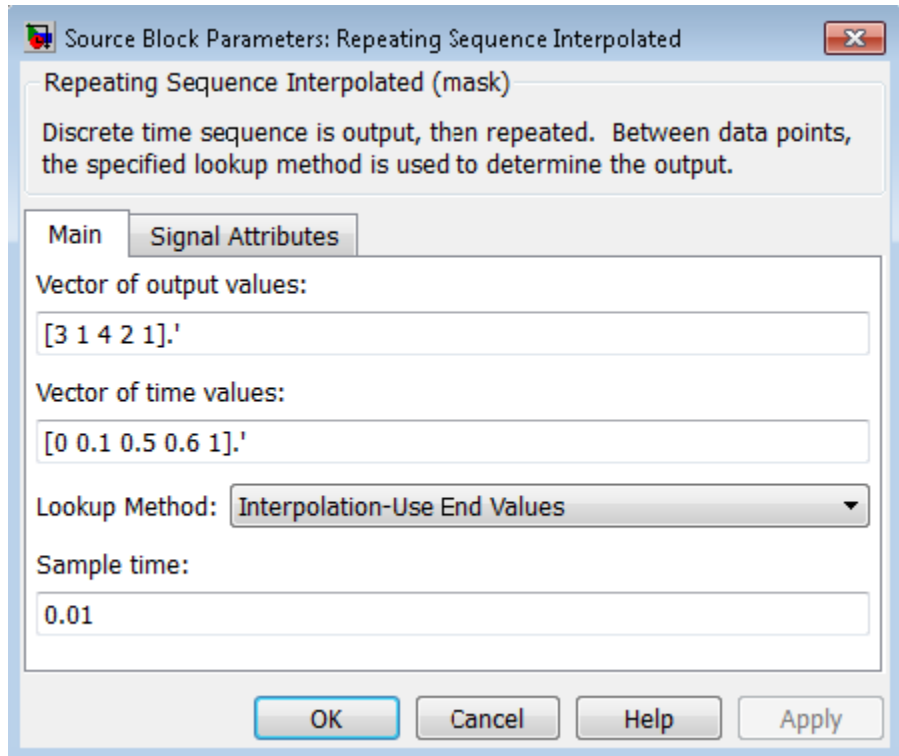 Source Block Parameters: Repeating Sequence Interpolated
Repeating Sequence Interpolated (mask)
Discrete time sequence is output, then repeated.  Between data points,
the specified lookup method is used to determine the output.
Main
Signal Attributes
Vector of output values:
[3 1 4 2 1].'
Vector of time values:
[0 0.1 0.5 0.6 1].'
Lookup Method: Interpolation-Use End Values
Sample time:
0.01
OK Cancel Help Apply